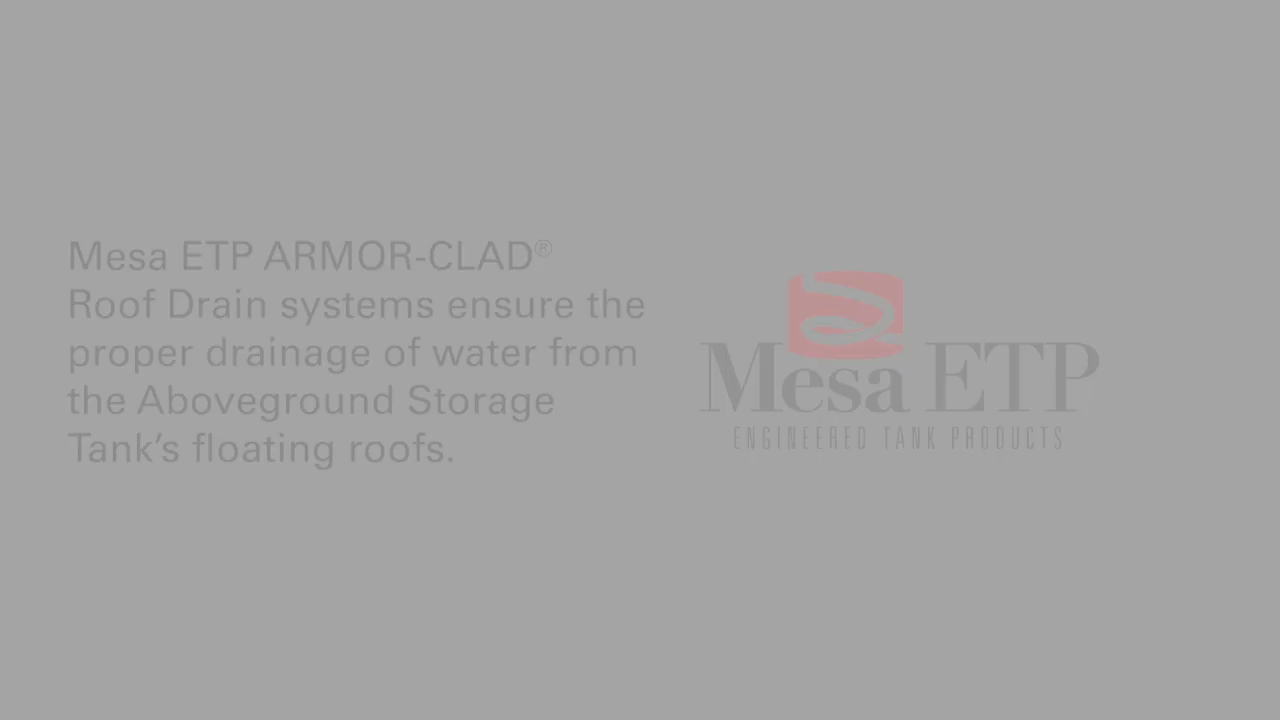 Mesa ETP ARMOR-CLAD®
Roof Drain systems ensure the
proper drainage of water from
the Aboveground Storage
Tank’s floating roofs.
Mesa ETP
ENGINEERED TANK PRODUCTS